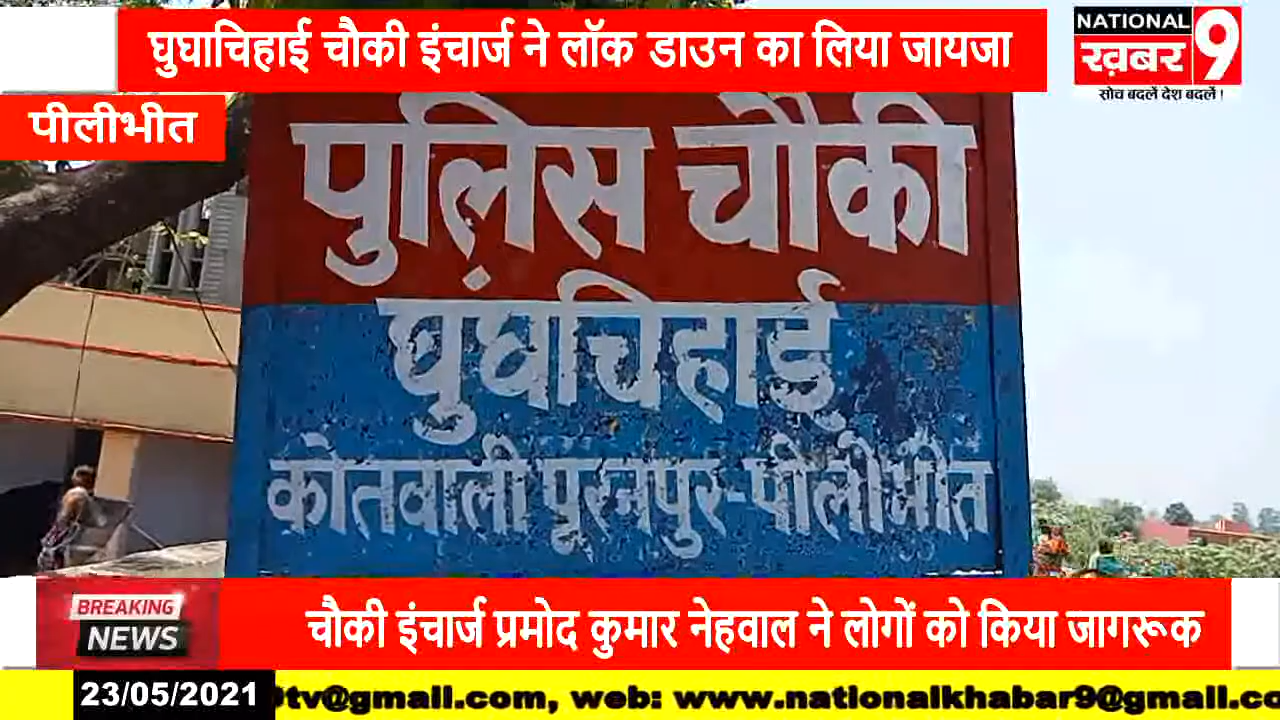 घुघाचिहाई चौकी इंचार्ज ने लॉक डाउन का लिया जायजा
NATIONAL
ख़बर 9
सोच बदलें देश बदलें !
पीलीभीत
पुलिस चौकी
घुंघचिहाई
कोतवाली पूरनपुर-पीलीभीत
BREAKING
NEWS
चौकी इंचार्ज प्रमोद कुमार नेहवाल ने लोगों को किया जागरूक
23/05/2021
tv@gmail.com, web: www.nationalkhabar9@gmail.co